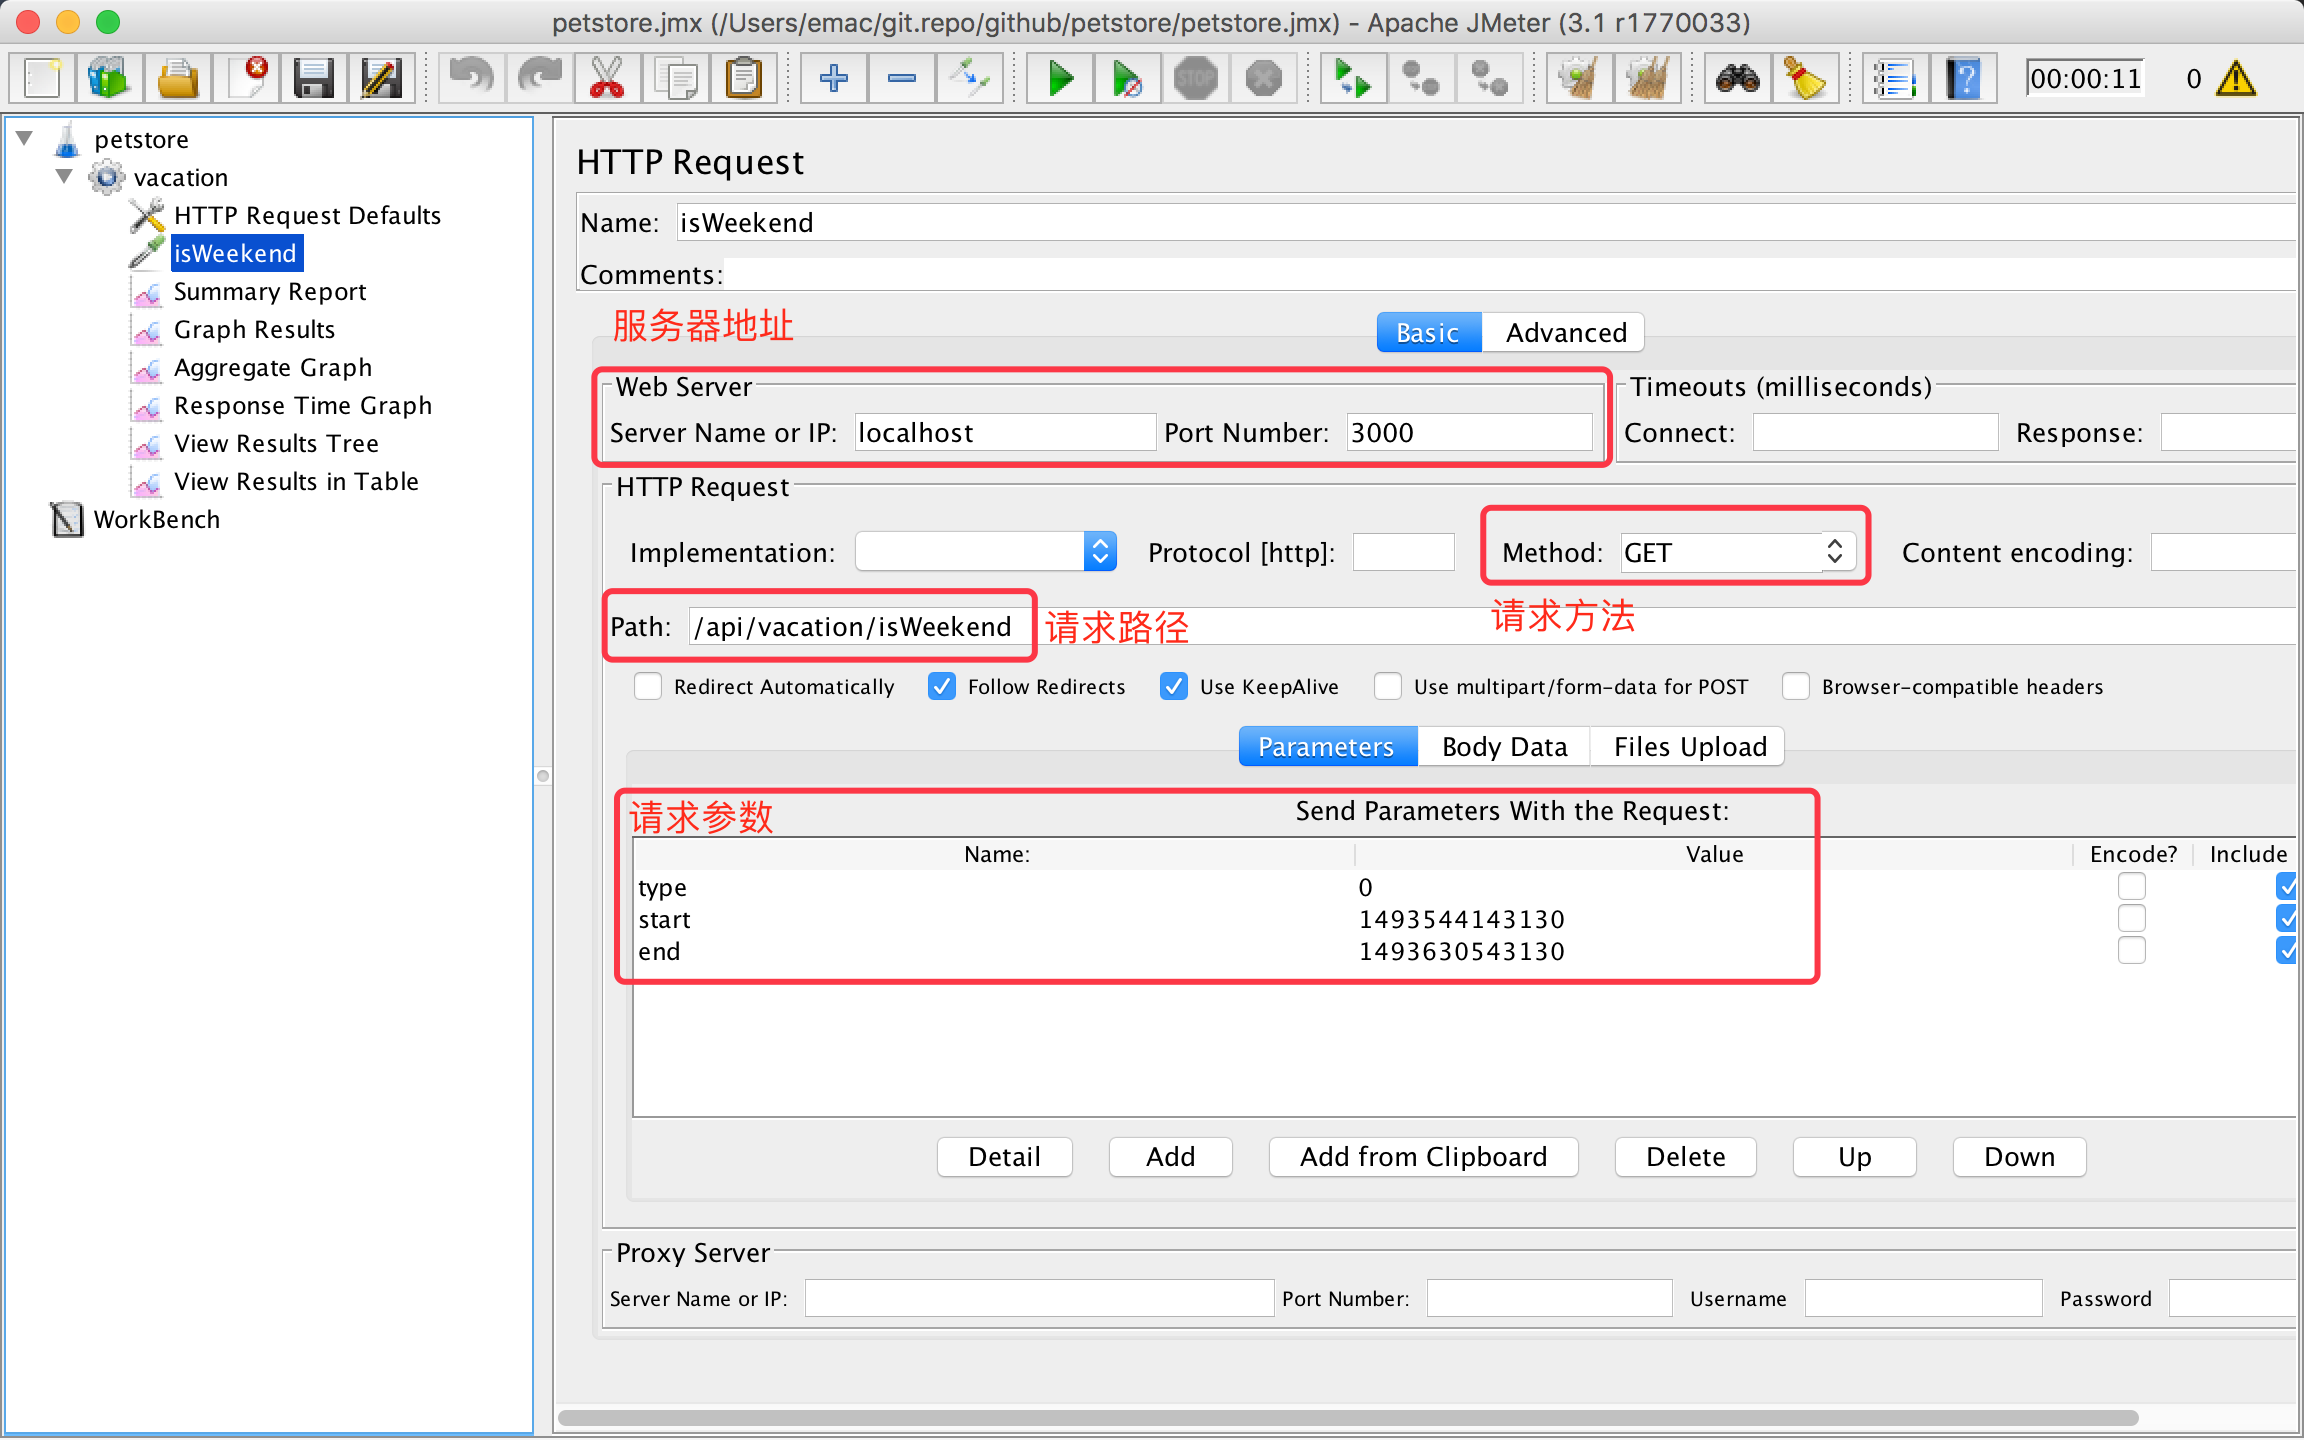 petstore.jmx (/Users/emac/git.repo/github/petstore/petstore.jmx) - Apache JMeter (3.1 r1770033)
STOP
00:00:11 0
petstore
vacation
HTTP Request Defaults
isWeekend
Summary Report
Graph Results
Aggregate Graph
Response Time Graph
View Results Tree
View Results in Table
WorkBench
HTTP Request
Name: isWeekend
Comments:
服务器地址
Basic Advanced
Web Server
Server Name or IP: localhost Port Number: 3000
Timeouts (milliseconds)
Connect: Response:
HTTP Request
Implementation: Protocol [http]: Method: GET Content encoding:
请求方法
Path: /api/vacation/isWeekend 请求路径
Redirect Automatically Follow Redirects Use KeepAlive Use multipart/form-data for POST Browser-compatible headers
Parameters Body Data Files Upload
请求参数 Send Parameters With the Request:
Name: Value Encode? Include
type 0
start 1493544143130
end 1493630543130
Detail Add Add from Clipboard Delete Up Down
Proxy Server
Server Name or IP: Port Number: Username Password